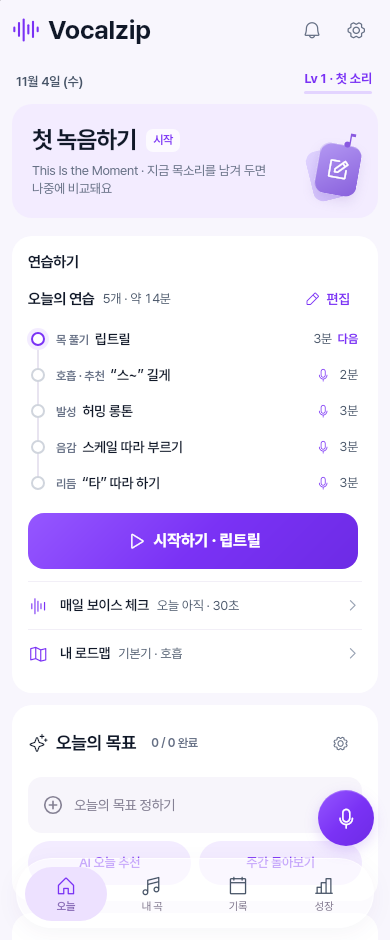 Vocalzip
11월 4일 (수)
Lv 1 · 첫 소리
첫 녹음하기 시작
This Is the Moment · 지금 목소리를 남겨 두면
나중에 비교돼요
연습하기
오늘의 연습 5개 · 약 14분 편집
목 풀기 립트릴 3분 다음
호흡 · 추천 “스~” 길게 2분
발성 허밍 롱톤 3분
음감 스케일 따라 부르기 3분
리듬 “타” 따라 하기 3분
시작하기 · 립트릴
매일 보이스 체크 오늘 아직 · 30초
내 로드맵 기본기 · 호흡
오늘의 목표 0 / 0 완료
오늘의 목표 정하기
AI 오늘 추천 주간 돌아보기
오늘 내 곡 기록 성장